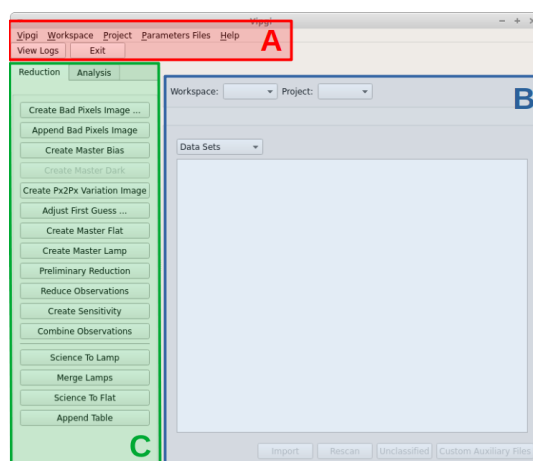 Vipgi
Vipgi Workspace Project Parameters Files Help
View Logs Exit
A
Reduction Analysis
Workspace: Project:
B
Create Bad Pixels Image ...
Append Bad Pixels Image
Create Master Bias
Create Master Dark
Create Px2Px Variation Image
Adjust First Guess ...
Create Master Flat
Create Master Lamp
Preliminary Reduction
Reduce Observations
Create Sensitivity
Combine Observations
Science To Lamp
Merge Lamps
Science To Flat
Append Table
C
Data Sets
Import Rescan Unclassified Custom Auxiliary Files